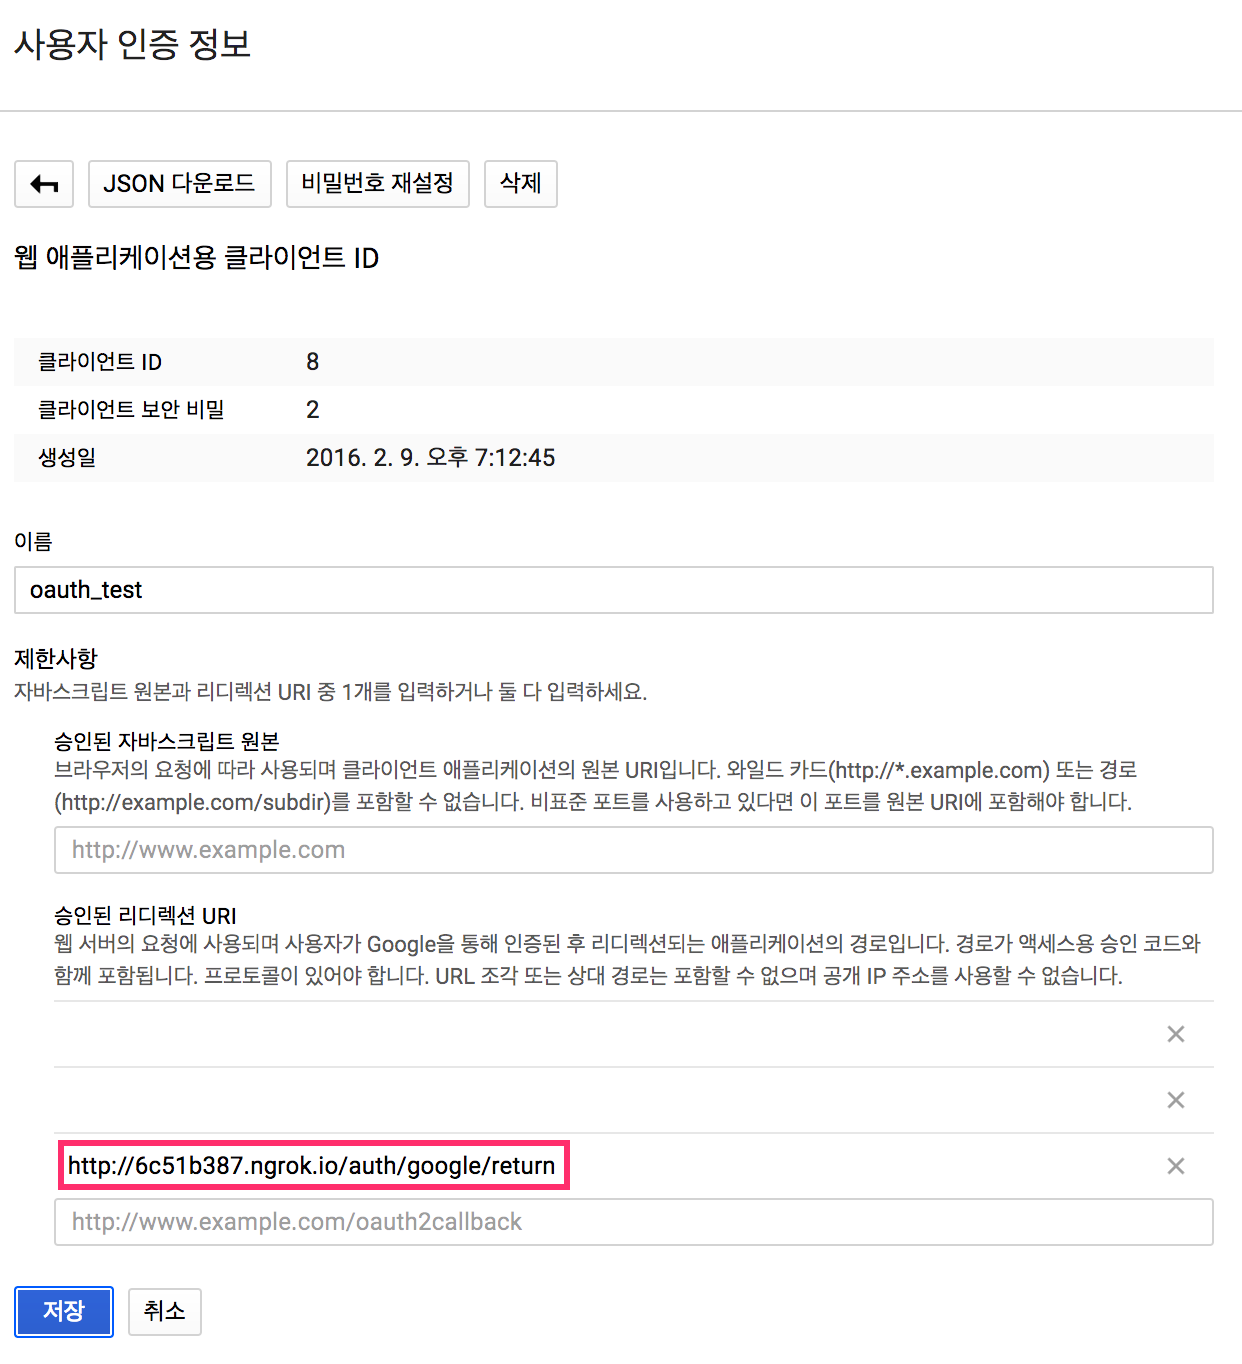 사용자 인증 정보
JSON 다운로드
비밀번호 재설정
삭제
웹 애플리케이션용 클라이언트 ID
클라이언트 ID 8
클라이언트 보안 비밀 2
생성일 2016. 2. 9. 오후 7:12:45
이름
oauth_test
제한사항
자바스크립트 원본과 리디렉션 URI 중 1개를 입력하거나 둘 다 입력하세요.
승인된 자바스크립트 원본
브라우저의 요청에 따라 사용되며 클라이언트 애플리케이션의 원본 URI입니다. 와일드 카드(http://*.example.com) 또는 경로
(http://example.com/subdir)를 포함할 수 없습니다. 비표준 포트를 사용하고 있다면 이 포트를 원본 URI에 포함해야 합니다.
http://www.example.com
승인된 리디렉션 URI
웹 서버의 요청에 사용되며 사용자가 Google을 통해 인증된 후 리디렉션되는 애플리케이션의 경로입니다. 경로가 액세스용 승인 코드와
함께 포함됩니다. 프로토콜이 있어야 합니다. URL 조각 또는 상대 경로는 포함할 수 없으며 공개 IP 주소를 사용할 수 없습니다.
http://6c51b387.ngrok.io/auth/google/return
http://www.example.com/oauth2callback
저장
취소